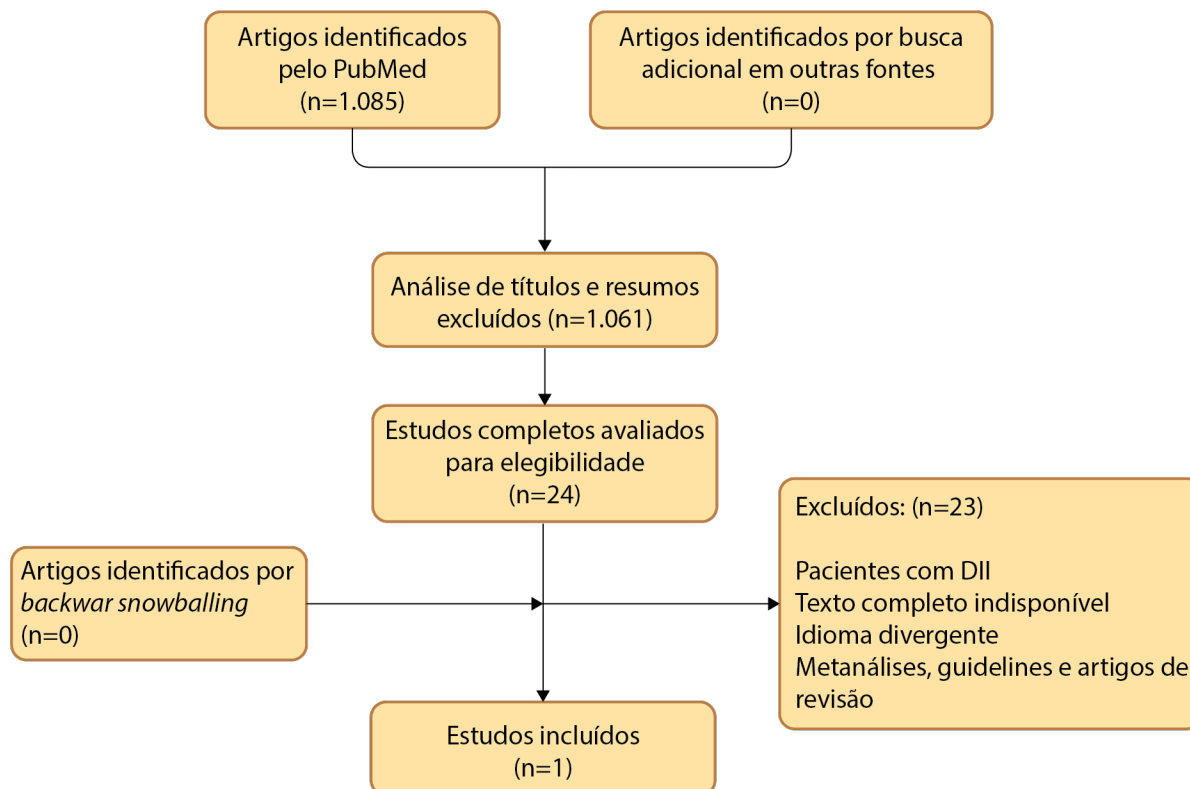 Artigos identificados
pelo PubMed
(n=1.085)
Artigos identificados por busca
adicional em outras fontes
(n=0)
Análise de títulos e resumos
excluídos (n=1.061)
Estudos completos avaliados
para elegibilidade
(n=24)
Artigos identificados por
backwar snowballing
(n=0)
Excluídos: (n=23)
Pacientes com DII
Texto completo indisponível
Idioma divergente
Metanálises, guidelines e artigos de
revisão
Estudos incluídos
(n=1)